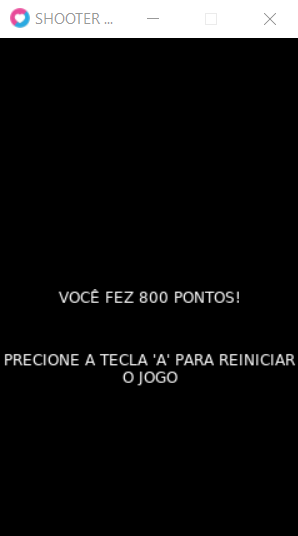 SHOOTER ...
VOCÊ FEZ 800 PONTOS!
PRECIONE A TECLA 'A' PARA REINICIAR
O JOGO